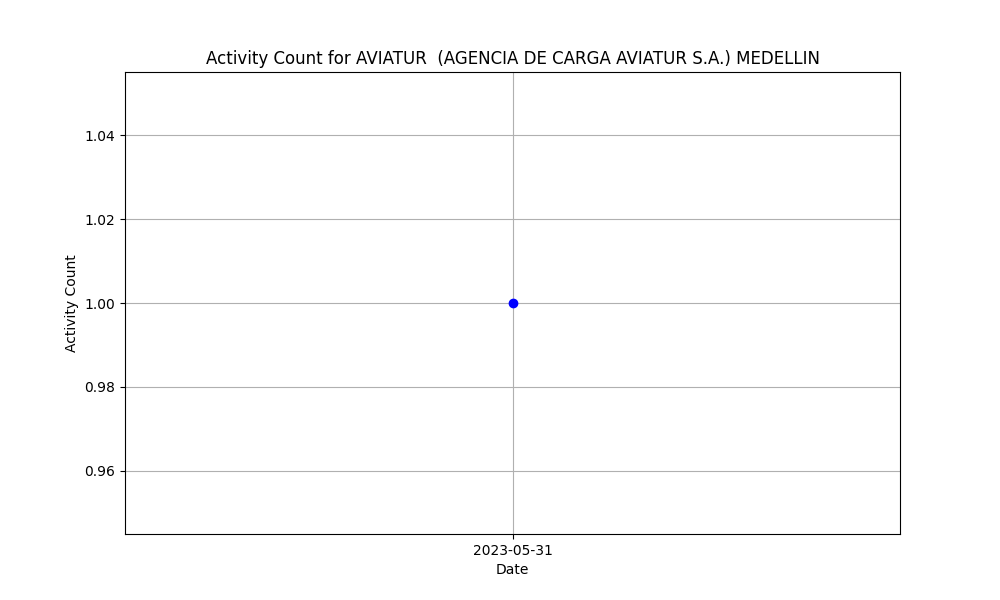 Activity Count for AVIATUR  (AGENCIA DE CARGA AVIATUR S.A.) MEDELLIN
1.04
1.02
1.00
0.98
0.96
Activity Count
2023-05-31
Date